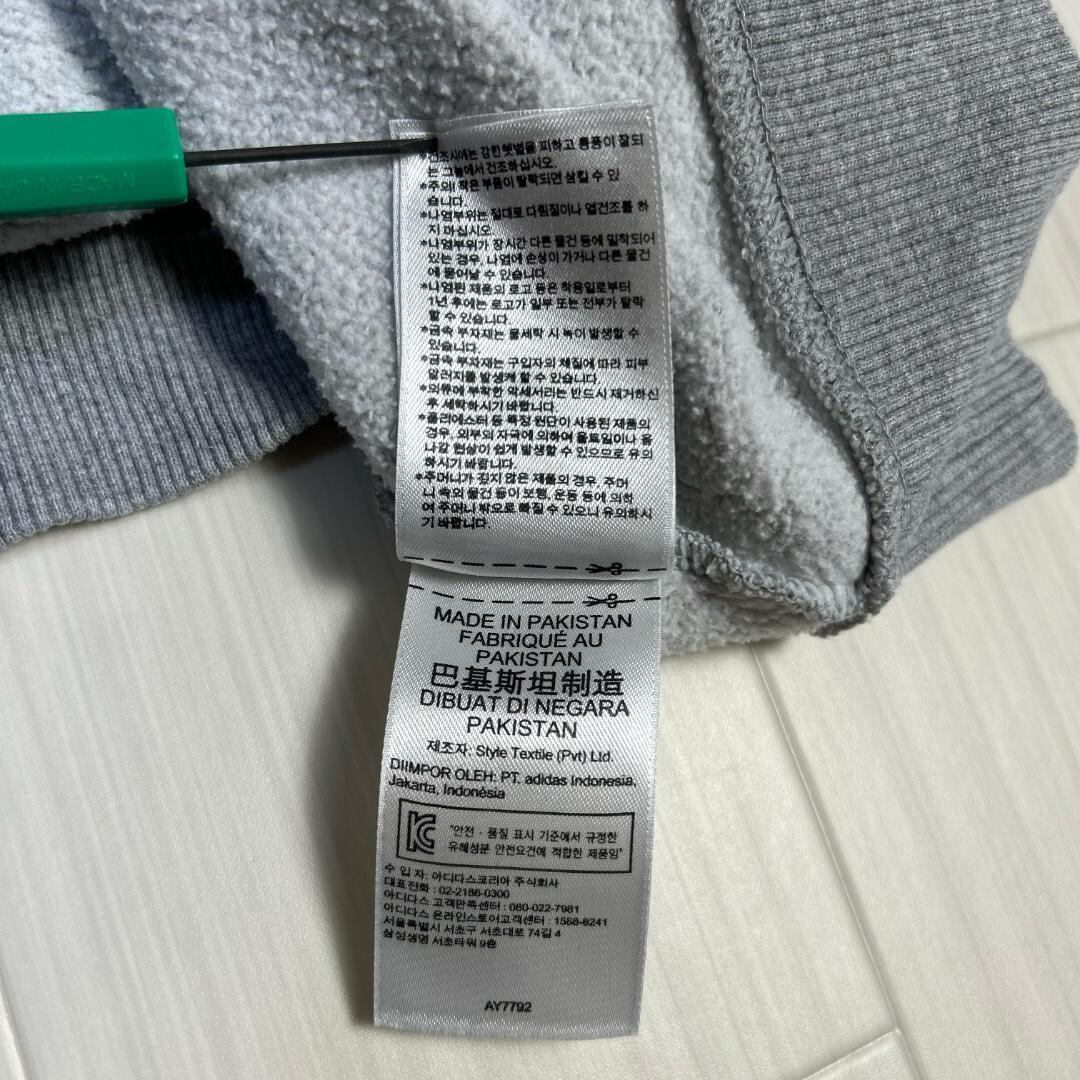 MADE IN JA
*건조시에는 강한햇볕을 피하고 통풍이 잘되
는 그늘에서 건조하십시오.
*주의! 작은 부품이 탈락되면 삼킬 수 있
습니다.
*나염부위는 절대로 다림질이나 열건조를 하
지 마십시오.
*나염부위가 장시간 다른 물건 등에 밀착되어
있는 경우, 나염에 손상이 가거나 다른 물건
에 묻어날 수 있습니다.
*나염된 제품의 로고 등은 착용일로부터
1년 후에는 로고가 일부 또는 전부가 탈락
할 수 있습니다.
*금속 부자재는 물세탁 시 녹이 발생할 수
있습니다.
*금속 부자재는 구입자의 체질에 따라 피부
알러지를 발생케 할 수 있습니다.
*의류에 부착한 악세서리는 반드시 제거하신
후 세탁하시기 바랍니다.
*폴리에스터 등 특정 원단이 사용된 제품의
경우, 외부의 자극에 의하여 올트임이나 올
나감 현상이 쉽게 발생할 수 있으므로 유의
하시기 바랍니다.
*주머니가 깊지 않은 제품의 경우, 주머
니 속의 물건 등이 보행, 운동 등에 의하
여 주머니 밖으로 빠질 수 있으니 유의하시
기 바랍니다.
MADE IN PAKISTAN
FABRIQUÉ AU
PAKISTAN
巴基斯坦制造
DIBUAT DI NEGARA
PAKISTAN
제조자: Style Textile (Pvt) Ltd.
DIIMPOR OLEH: PT. adidas Indonesia,
Jakarta, Indonésia
"안전 · 품질 표시 기준에서 규정한
유해성분 안전요건에 적합한 제품임"
수 입 자: 아디다스코리아 주식회사
대표전화 : 02-2186-0300
아디다스 고객만족센터 : 080-022-7981
아디다스 온라인스토어고객센터 : 1588-8241
서울특별시 서초구 서초대로 74길 4
삼성생명 서초타워 9층
AY7792